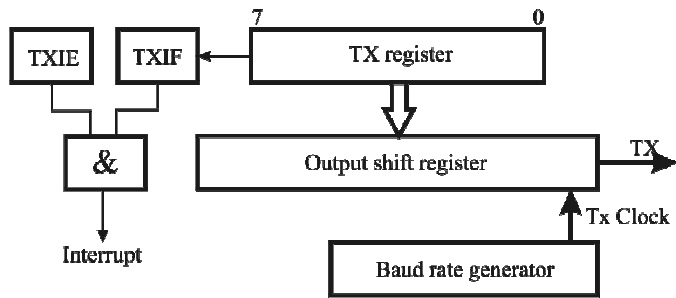 7 0
TXIE TXIF TX register
& Output shift register TX
Tx Clock
Interrupt
Baud rate generator